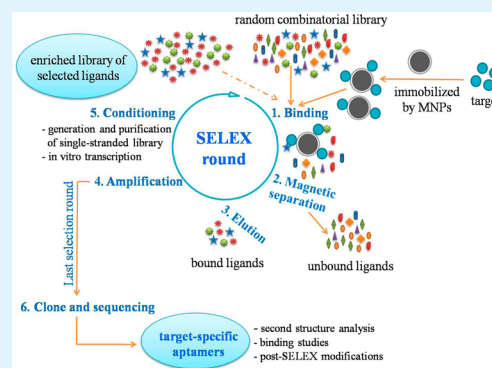 random combinatorial library
enriched library of
selected ligands
immobilized
by MNPs
targe
5. Conditioning
- generation and purification
of single-stranded library
- in vitro transcription
1. Binding
SELEX
round
2. Magnetic
separation
4. Amplification
3. Elution
bound ligands
unbound ligands
Last selection round
6. Clone and sequencing
target-specific
aptamers
- second structure analysis
- binding studies
- post-SELEX modifications